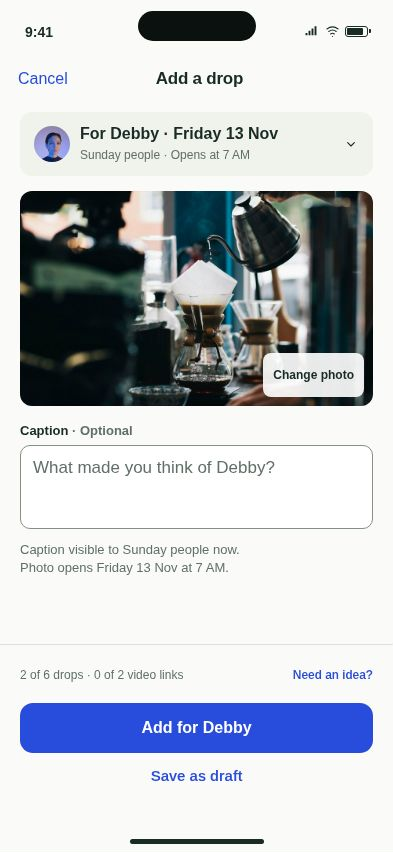 9:41
Cancel
Add a drop
For Debby · Friday 13 Nov
Sunday people · Opens at 7 AM
Change photo
Caption · Optional
What made you think of Debby?
Caption visible to Sunday people now.
Photo opens Friday 13 Nov at 7 AM.
2 of 6 drops · 0 of 2 video links
Need an idea?
Add for Debby
Save as draft